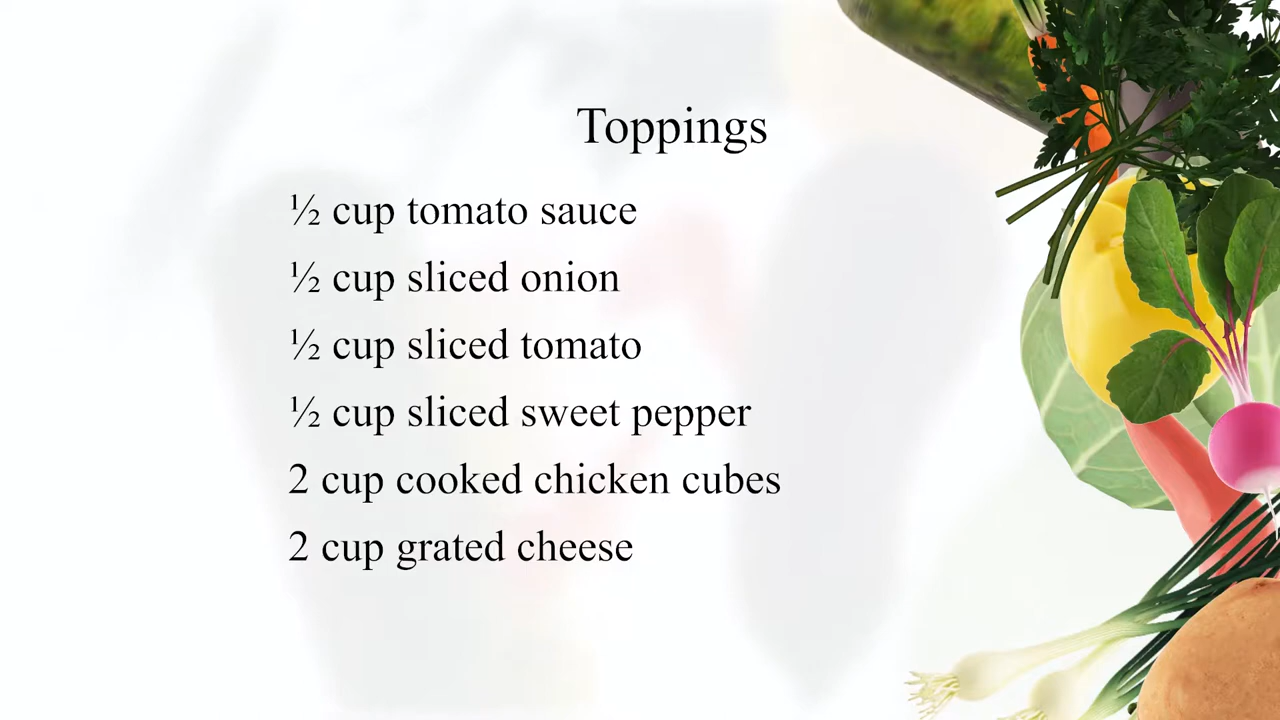 Toppings
½ cup tomato sauce
½ cup sliced onion
½ cup sliced tomato
½ cup sliced sweet pepper
2 cup cooked chicken cubes
2 cup grated cheese